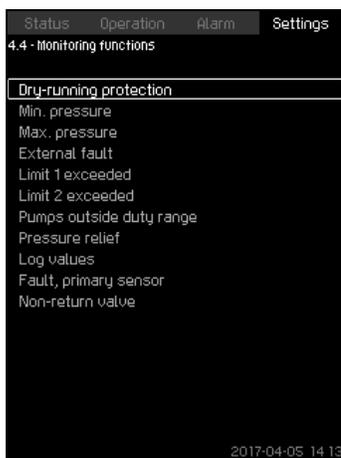 Status Operation Alarm Settings
4.4 - Monitoring functions
Dry-running protection
Min. pressure
Max. pressure
External fault
Limit 1 exceeded
Limit 2 exceeded
Pumps outside duty range
Pressure relief
Log values
Fault, primary sensor
Non-return valve
2017-04-05 14:13